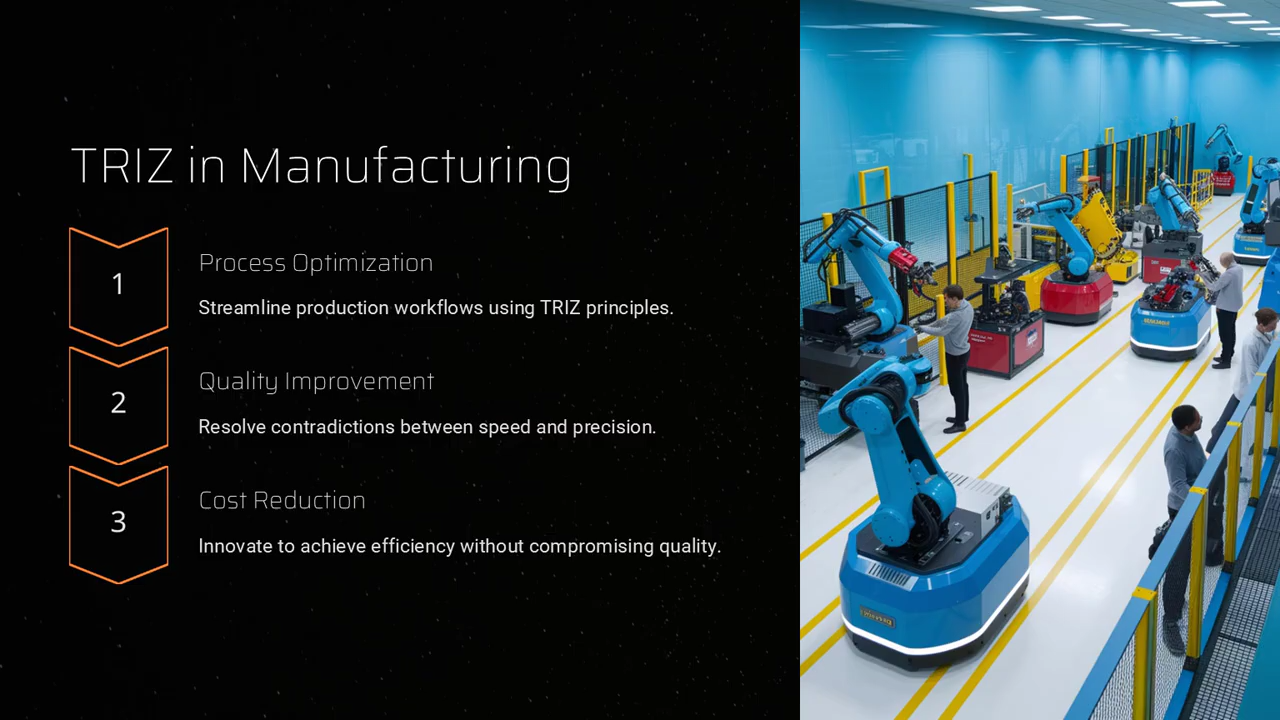 TRIZ in Manufacturing
1
Process Optimization
Streamline production workflows using TRIZ principles.
2
Quality Improvement
Resolve contradictions between speed and precision.
3
Cost Reduction
Innovate to achieve efficiency without compromising quality.